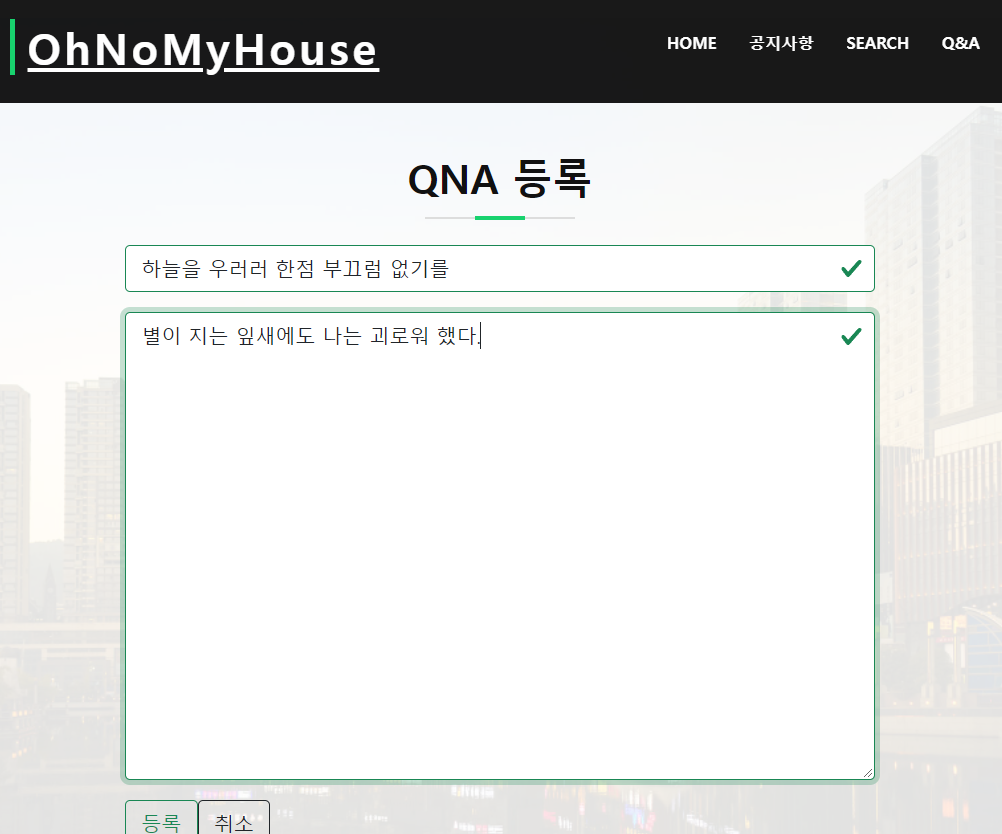 OhNoMyHouse
HOME 공지사항 SEARCH Q&A
QNA 등록
하늘을 우러러 한점 부끄럼 없기를
별이 지는 잎새에도 나는 괴로워 했다.
등록 취소